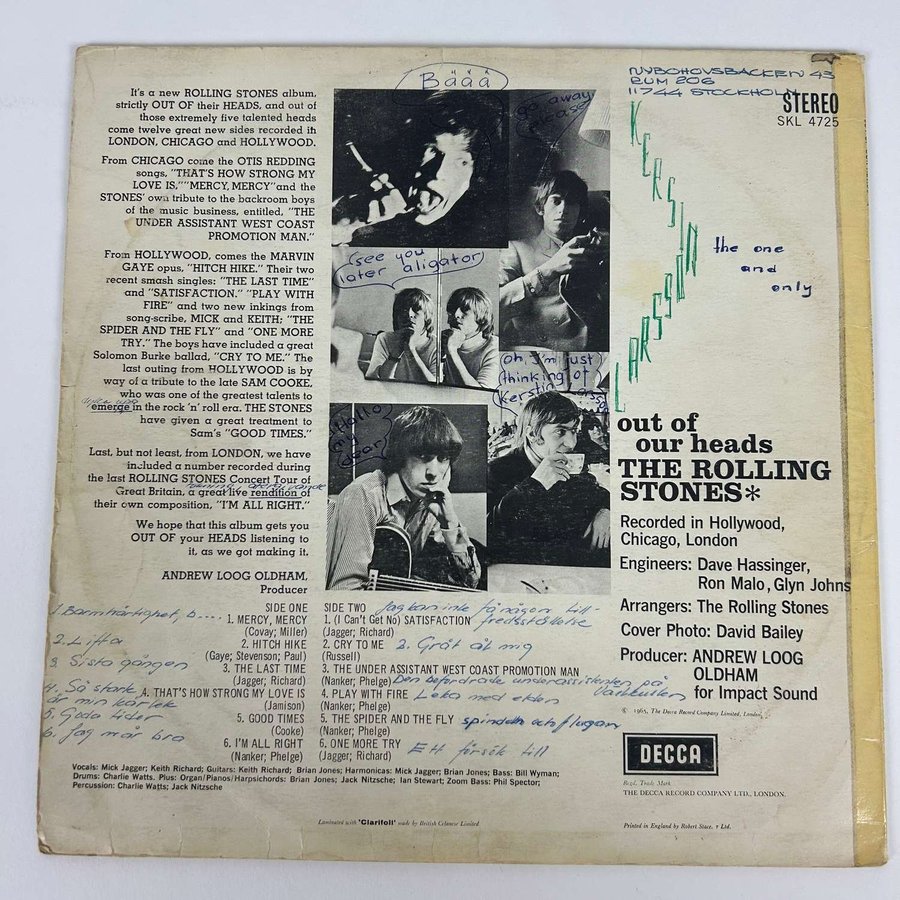 It's a new ROLLING STONES album,
strictly OUT OF their HEADS, and out of
those extremely five talented heads
come twelve great new sides recorded in
LONDON, CHICAGO and HOLLYWOOD.
From CHICAGO come the OTIS REDDING
songs, "THAT'S HOW STRONG MY
LOVE IS,""MERCY, MERCY"and the
STONES' own tribute to the backroom boys
of the music business, entitled, "THE
UNDER ASSISTANT WEST COAST
PROMOTION MAN."
From HOLLYWOOD, comes the MARVIN
GAYE opus, "HITCH HIKE." Their two
recent smash singles: "THE LAST TIME"
and "SATISFACTION." "PLAY WITH
FIRE" and two new inkings from
song-scribe, MICK and KEITH; "THE
SPIDER AND THE FLY" and "ONE MORE
TRY." The boys have included a great
Solomon Burke ballad, "CRY TO ME." The
last outing from HOLLYWOOD is by
way of a tribute to the late SAM COOKE,
who was one of the greatest talents to
emerge in the rock 'n' roll era. THE STONES
have given a great treatment to
Sam's "GOOD TIMES."
Last, but not least, from LONDON, we have
included a number recorded during
the last ROLLING STONES Concert Tour of
Great Britain, a great live rendition of
their own composition, "I'M ALL RIGHT."
We hope that this album gets you
OUT OF your HEADS listening to
it, as we got making it.
ANDREW LOOG OLDHAM,
Producer
Bäää
go away
please
see you
later aligator
oh, I'm just
thinking of
kersting
Hallo
my
dear
NYBOHOVSBACKEN 43
RUM 206
11744 STOCKHOLM
STEREO
SKL 4725
KERSTIN
LARSSON
the one
and
only
out of
our heads
THE ROLLING
STONES*
Recorded in Hollywood,
Chicago, London
Engineers: Dave Hassinger,
Ron Malo, Glyn Johns
Arrangers: The Rolling Stones
Cover Photo: David Bailey
Producer: ANDREW LOOG
OLDHAM
for Impact Sound
© 1965, The Decca Record Company Limited, London.
DECCA
Regd. Trade Mark
THE DECCA RECORD COMPANY LTD., LONDON.
Printed in England by Robert Stace.
SIDE ONE
1. Barmhärtighet, b....
1. MERCY, MERCY
(Covay; Miller)
2. Lifta
2. HITCH HIKE
(Gaye; Stevenson; Paul)
3 Sista gången
3. THE LAST TIME
(Jagger; Richard)
4. Så stark
är min kärlek
4. THAT'S HOW STRONG MY LOVE IS
(Jamison)
5. Goda tider
5. GOOD TIMES
(Cooke)
6. Jag mår bra
6. I'M ALL RIGHT
(Nanker; Phelge)
SIDE TWO
Jag kan inte få någon till-
fredsställelse
1. (I Can't Get No) SATISFACTION
(Jagger; Richard)
2. CRY TO ME 2. Gråt åt mig
(Russell)
3. THE UNDER ASSISTANT WEST COAST PROMOTION MAN
(Nanker; Phelge) Den befordrade underassistenten på
Västkusten
4. PLAY WITH FIRE Leka med elden
(Nanker; Phelge)
5. THE SPIDER AND THE FLY spindeln och flugan
(Nanker; Phelge)
6. ONE MORE TRY Ett försök till
(Jagger; Richard)
Vocals: Mick Jagger; Keith Richard; Guitars: Keith Richard; Brian Jones; Harmonicas: Mick Jagger; Brian Jones; Bass: Bill Wyman;
Drums: Charlie Watts. Plus: Organ/Pianos/Harpsichords: Brian Jones; Jack Nitzsche; Ian Stewart; Zoom Bass: Phil Spector;
Percussion: Charlie Watts; Jack Nitzsche
Laminated with 'Clarifoil' made by British Celanese Limited